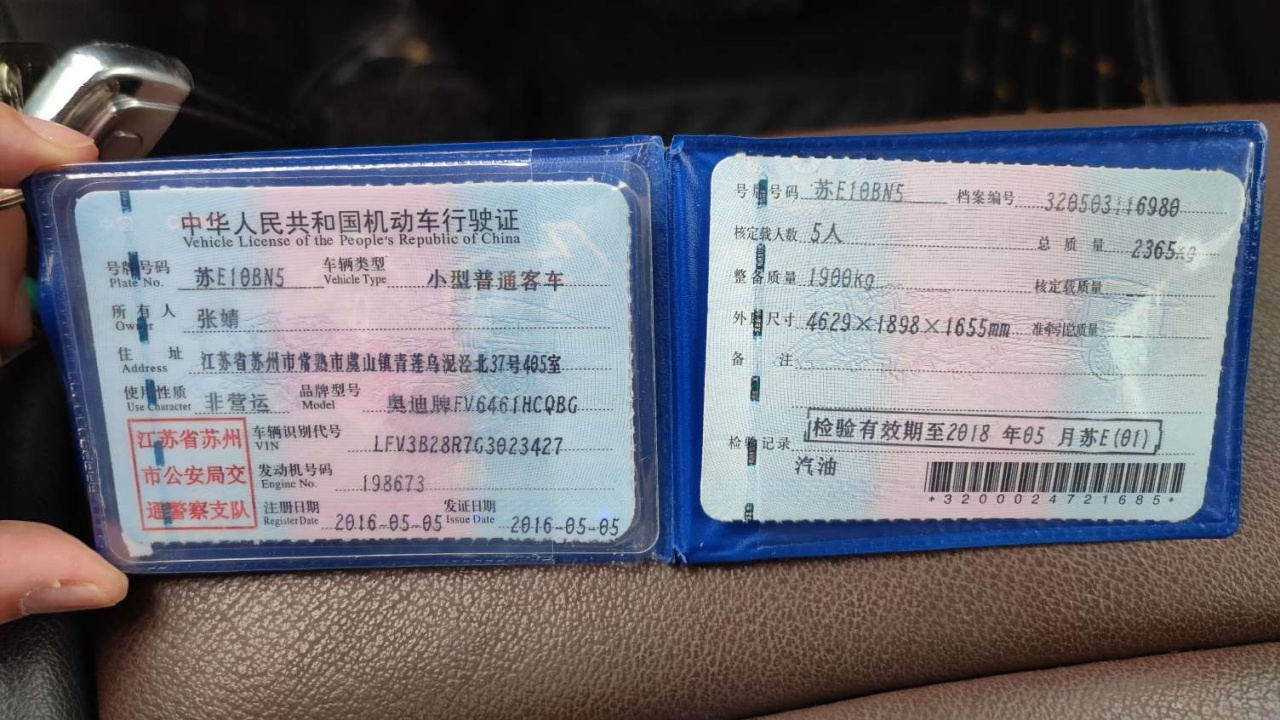 中华人民共和国机动车行驶证
Vehicle License of the People's Republic of China
号牌号码 Plate No. 苏E10BN5 车辆类型 Vehicle Type 小型普通客车
所有人 Owner 张婧
住址 Address 江苏省苏州市常熟市虞山镇青莲乌泥泾北37号405室
使用性质 Use Character 非营运 品牌型号 Model 奥迪牌FV6461HCQBG
车辆识别代号 VIN LFV3B28R7G3023427
发动机号码 Engine No. 198673
注册日期 Register Date 2016-05-05 发证日期 Issue Date 2016-05-05
江苏省苏州
市公安局交
通警察支队
号牌号码 苏E10BN5 档案编号 320503116980
核定载人数 5人 总质量 2365kg
整备质量 1900kg 核定载质量
外廓尺寸 4629×1898×1655mm 准牵引总质量
备注
检验记录 检验有效期至2018 年05 月苏E(01)
汽油
*3200024721685*